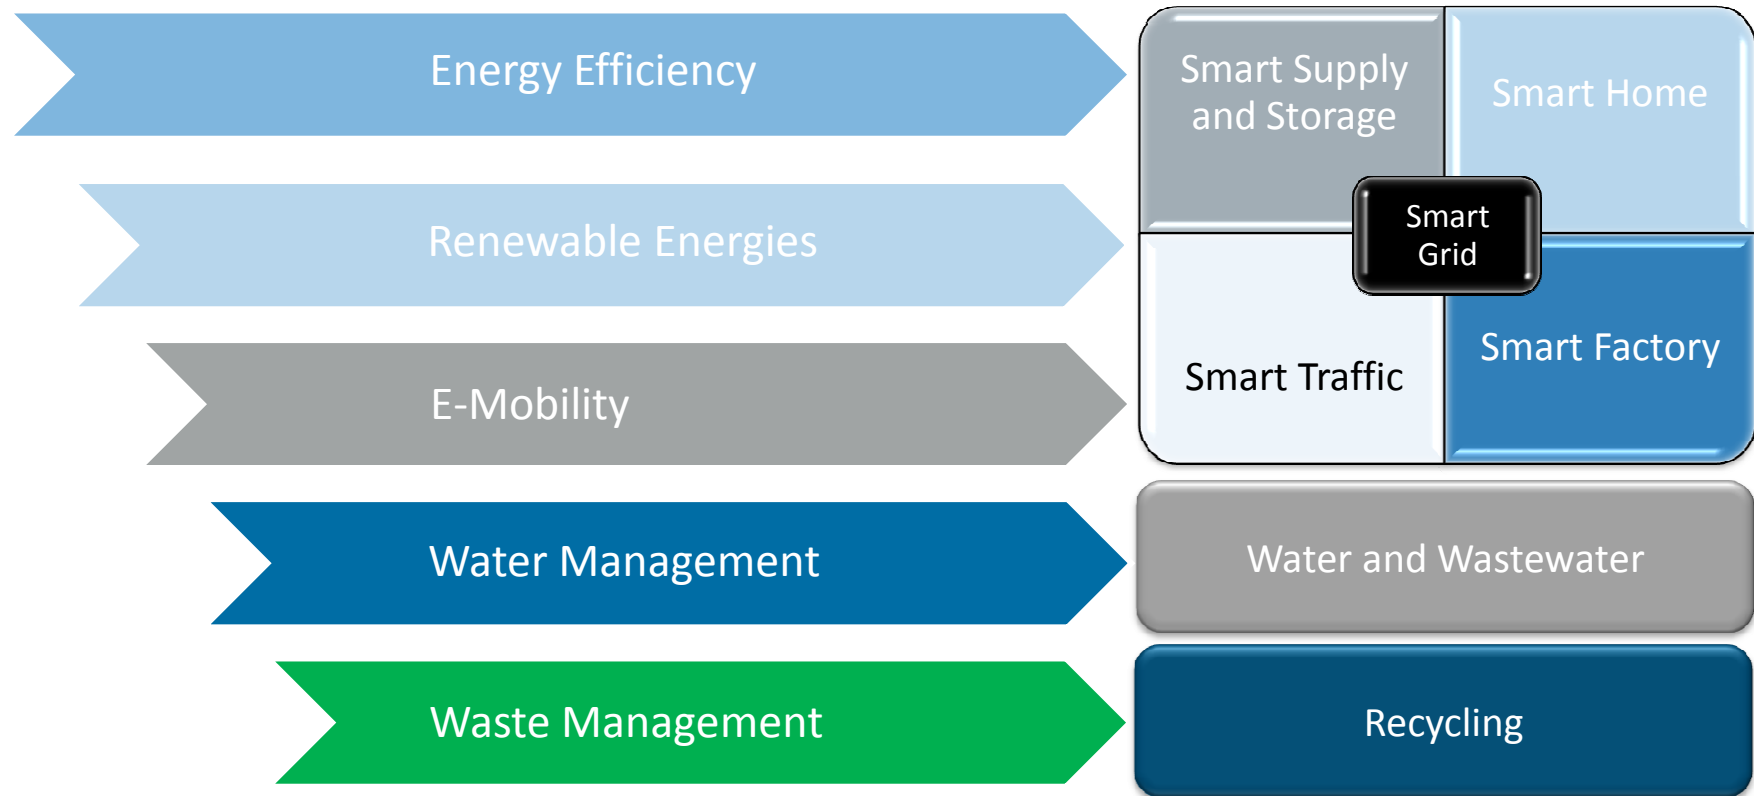 Energy Efficiency
Renewable Energies
E-Mobility
Water Management
Waste Management
Smart Supply
and Storage
Smart Home
Smart
Grid
Smart Traffic
Smart Factory
Water and Wastewater
Recycling